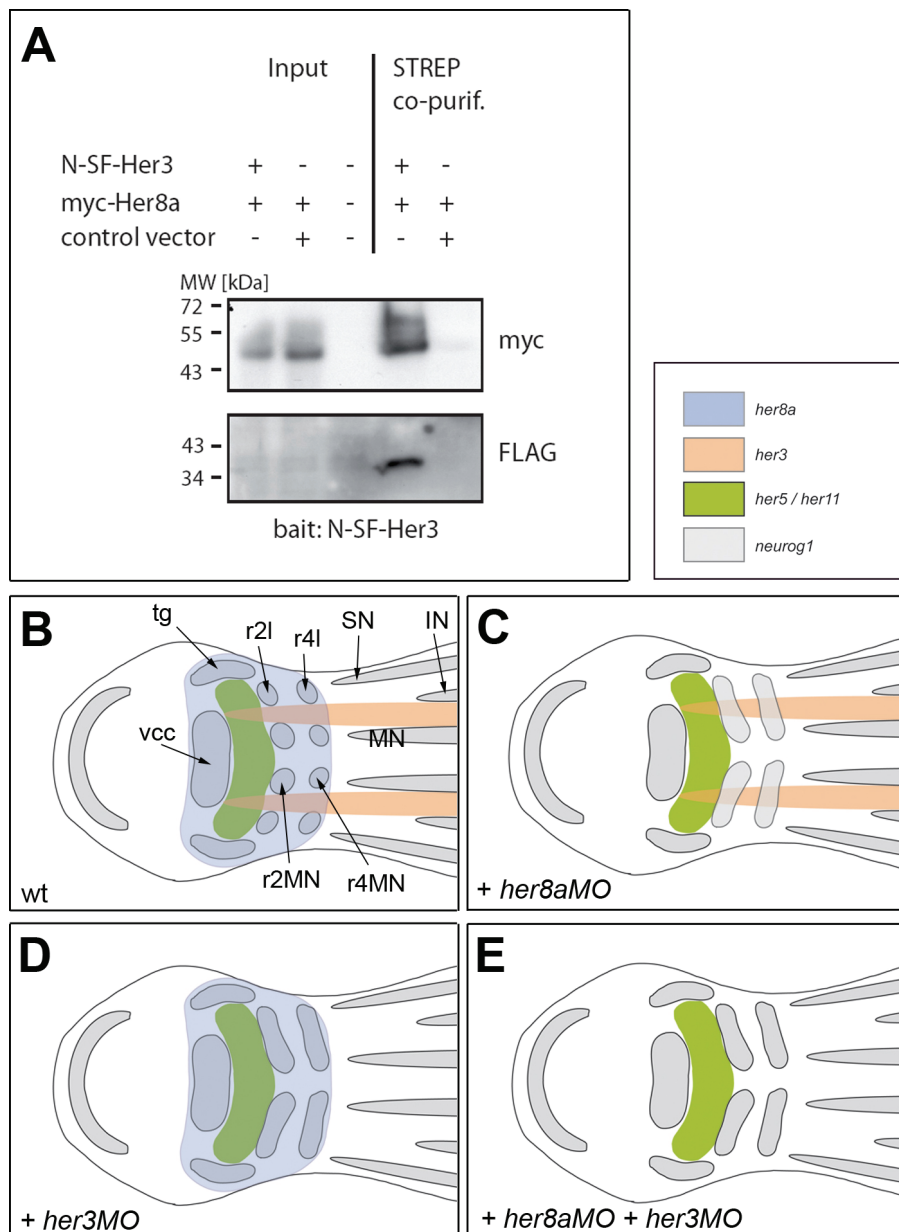 A
Input
STREP
co-purif.
N-SF-Her3 + - - + -
myc-Her8a + + - + +
control vector - + - - +
MW [kDa]
72
55
43
myc
43
34
FLAG
bait: N-SF-Her3
her8a
her3
her5 / her11
neurog1
B
tg
r2l
r4l
SN
IN
vcc
MN
r2MN
r4MN
wt
C
+ her8aMO
D
+ her3MO
E
+ her8aMO + her3MO